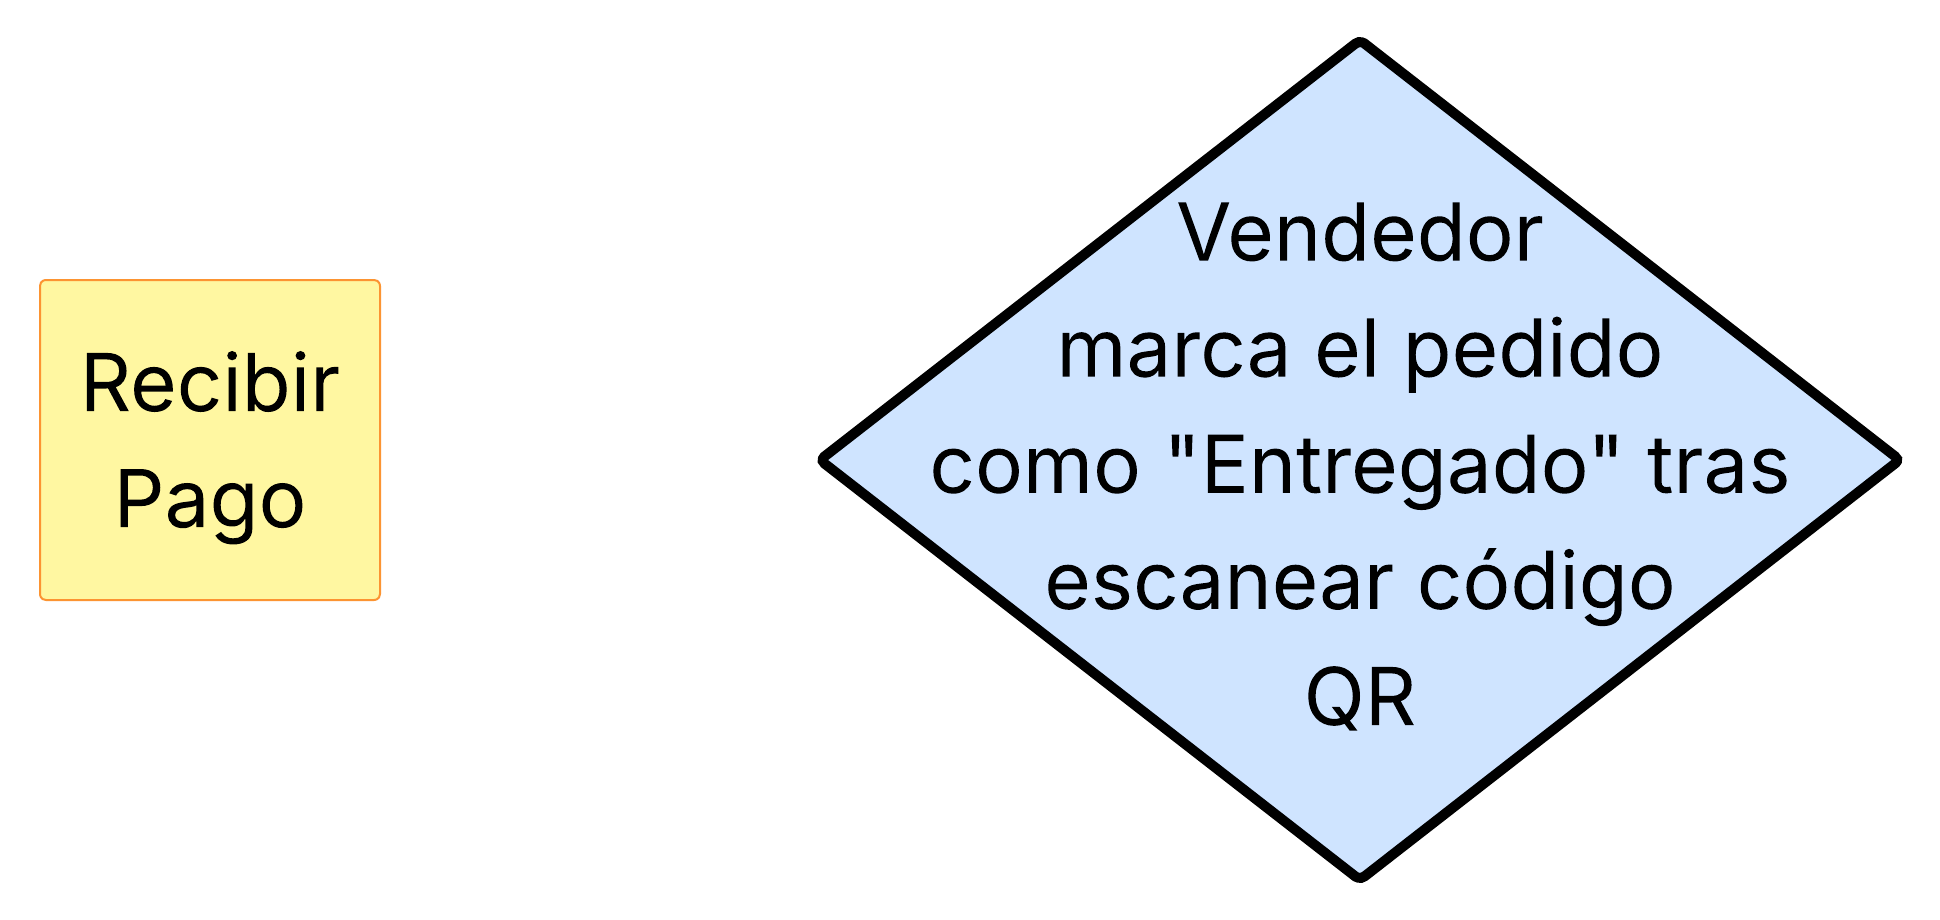 Recibir
Pago
Vendedor
marca el pedido
como "Entregado" tras
escanear código
QR